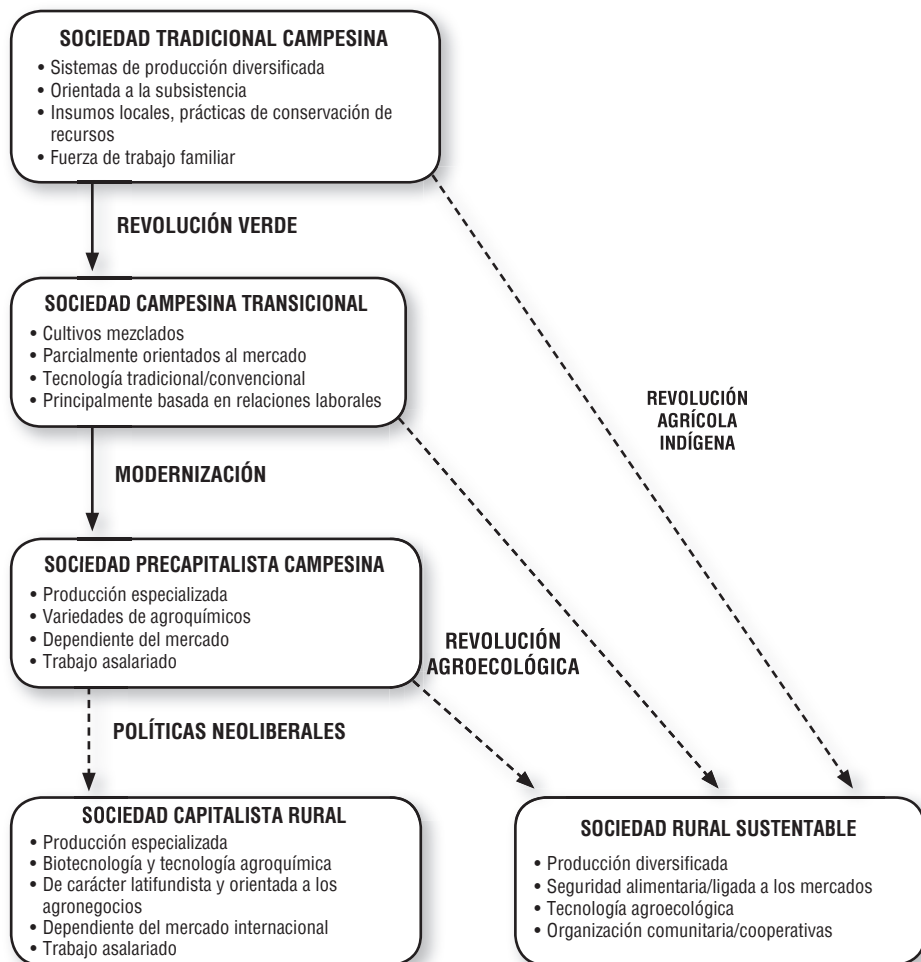 SOCIEDAD TRADICIONAL CAMPESINA
• Sistemas de producción diversificada
• Orientada a la subsistencia
• Insumos locales, prácticas de conservación de
recursos
• Fuerza de trabajo familiar
REVOLUCIÓN VERDE
SOCIEDAD CAMPESINA TRANSICIONAL
• Cultivos mezclados
• Parcialmente orientados al mercado
• Tecnología tradicional/convencional
• Principalmente basada en relaciones laborales
REVOLUCIÓN
AGRÍCOLA
INDÍGENA
MODERNIZACIÓN
SOCIEDAD PRECAPITALISTA CAMPESINA
• Producción especializada
• Variedades de agroquímicos
• Dependiente del mercado
• Trabajo asalariado
REVOLUCIÓN
AGROECOLÓGICA
POLÍTICAS NEOLIBERALES
SOCIEDAD CAPITALISTA RURAL
• Producción especializada
• Biotecnología y tecnología agroquímica
• De carácter latifundista y orientada a los
agronegocios
• Dependiente del mercado internacional
• Trabajo asalariado
SOCIEDAD RURAL SUSTENTABLE
• Producción diversificada
• Seguridad alimentaria/ligada a los mercados
• Tecnología agroecológica
• Organización comunitaria/cooperativas